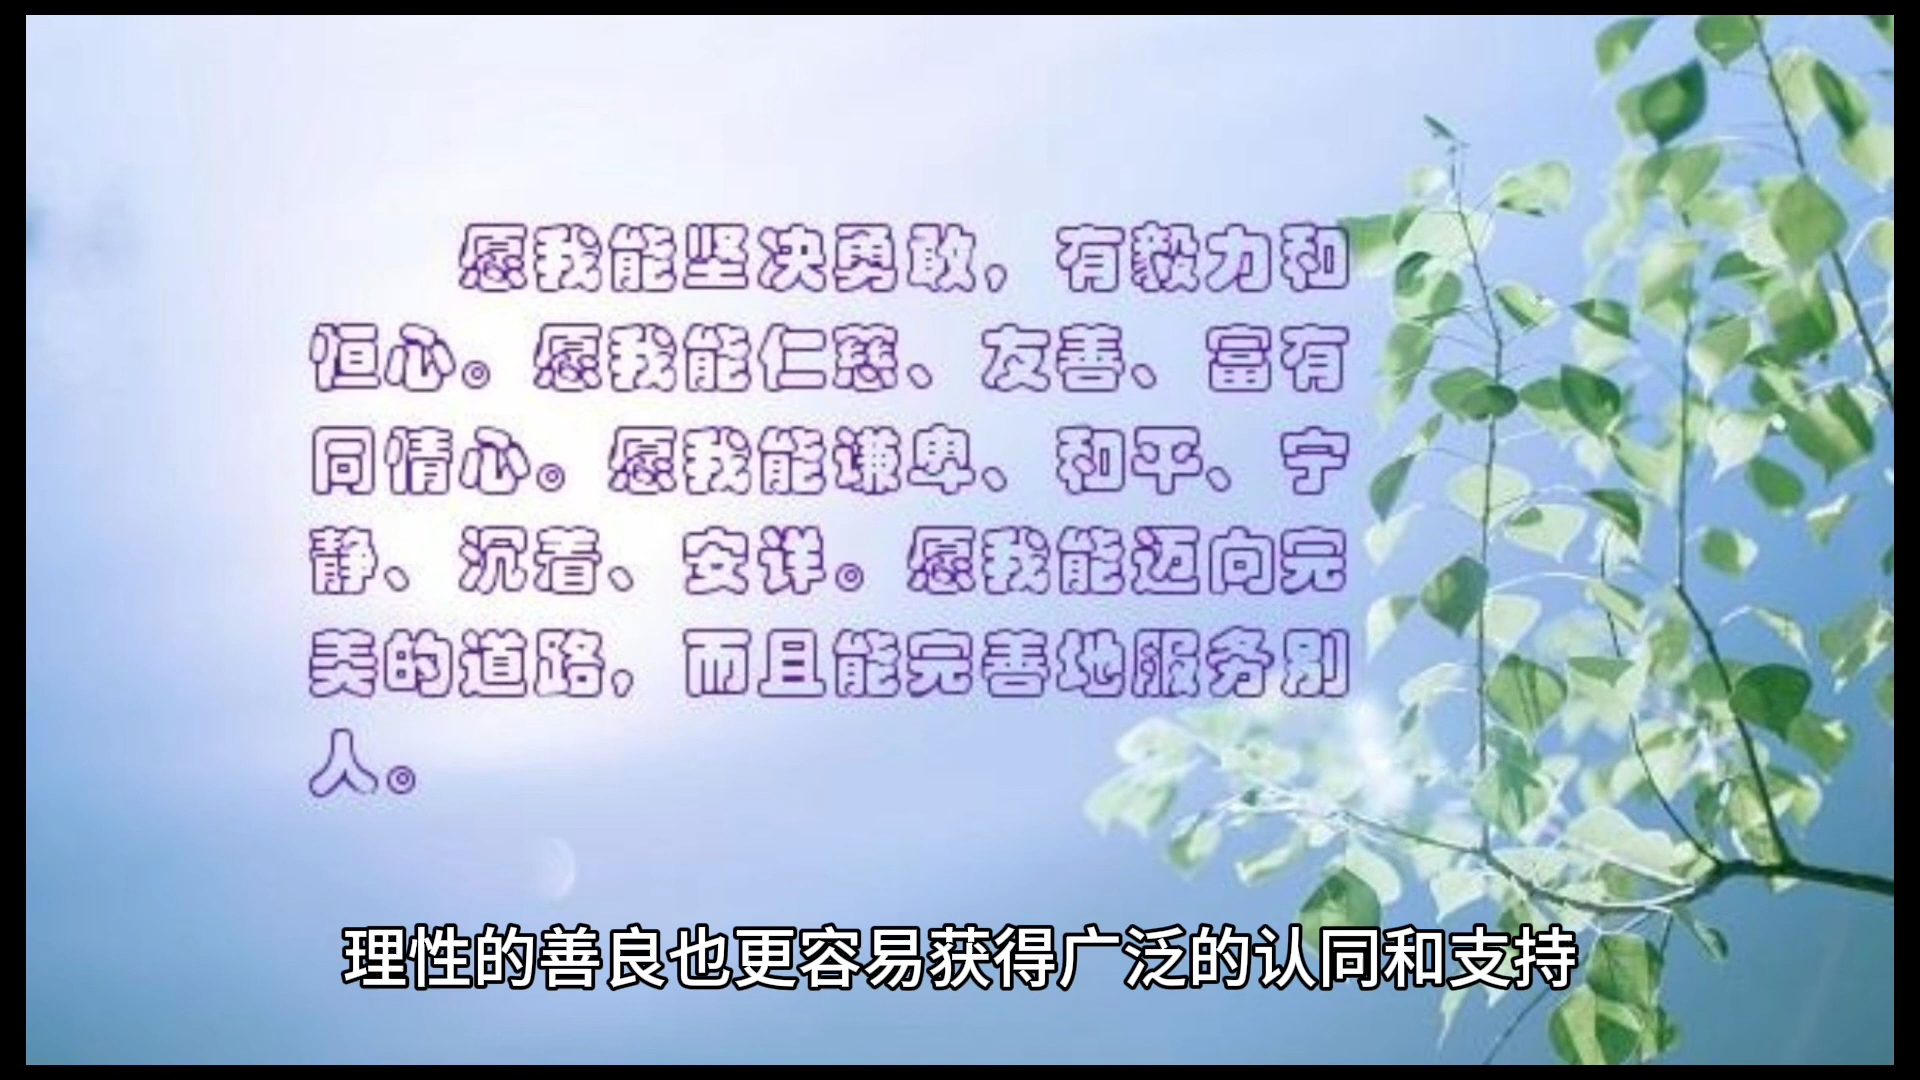 愿我能坚决勇敢，有毅力和
恒心。愿我能仁慈、友善、富有
同情心。愿我能谦卑、和平、宁
静、沉着、安详。愿我能迈向完
美的道路，而且能完善地服务别
人。
理性的善良也更容易获得广泛的认同和支持